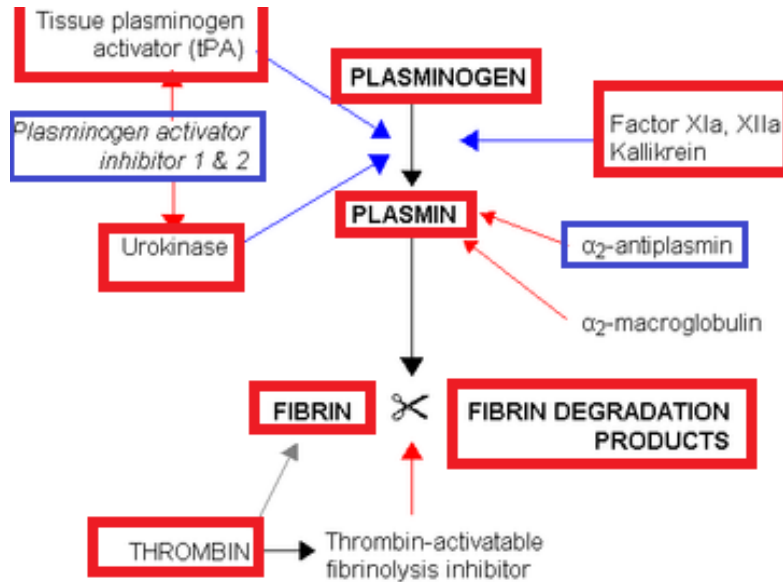 Tissue plasminogen
activator (tPA)
PLASMINOGEN
Plasminogen activator
inhibitor 1 & 2
Factor XIa, XIIa
Kallikrein
PLASMIN
Urokinase
α2-antiplasmin
α2-macroglobulin
FIBRIN
FIBRIN DEGRADATION
PRODUCTS
THROMBIN
Thrombin-activatable
fibrinolysis inhibitor